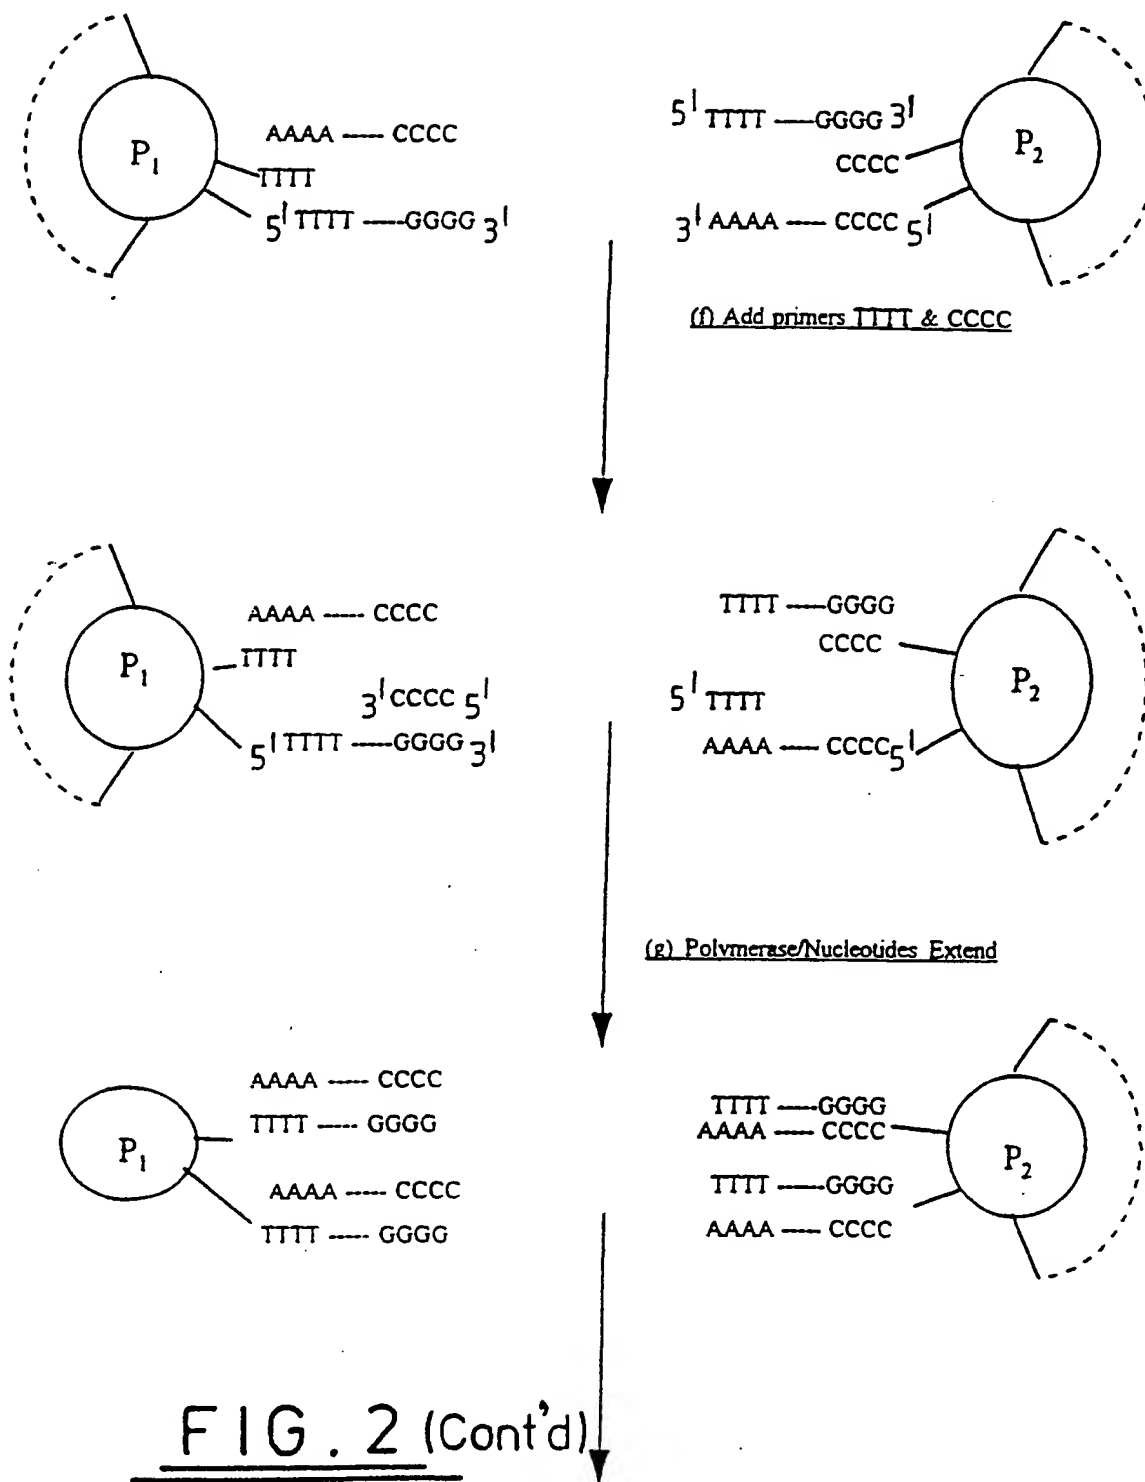 AAAA ----- CCCC
P1
TTTT
5' TTTT ----GGGG 3'
5' TTTT ----GGGG 3'
P2
CCCC
3' AAAA ---- CCCC 5'
(f) Add primers TTTT & CCCC
AAAA ---- CCCC
P1
TTTT
3' CCCC 5'
5' TTTT ----GGGG 3'
TTTT ----GGGG
CCCC
P2
5' TTTT
AAAA ---- CCCC 5'
(g) Polymerase/Nucleotides Extend
AAAA ---- CCCC
P1
TTTT ---- GGGG
AAAA ---- CCCC
TTTT ---- GGGG
TTTT ----GGGG
AAAA ---- CCCC
P2
TTTT ----GGGG
AAAA ---- CCCC
FIG. 2 (Cont'd)